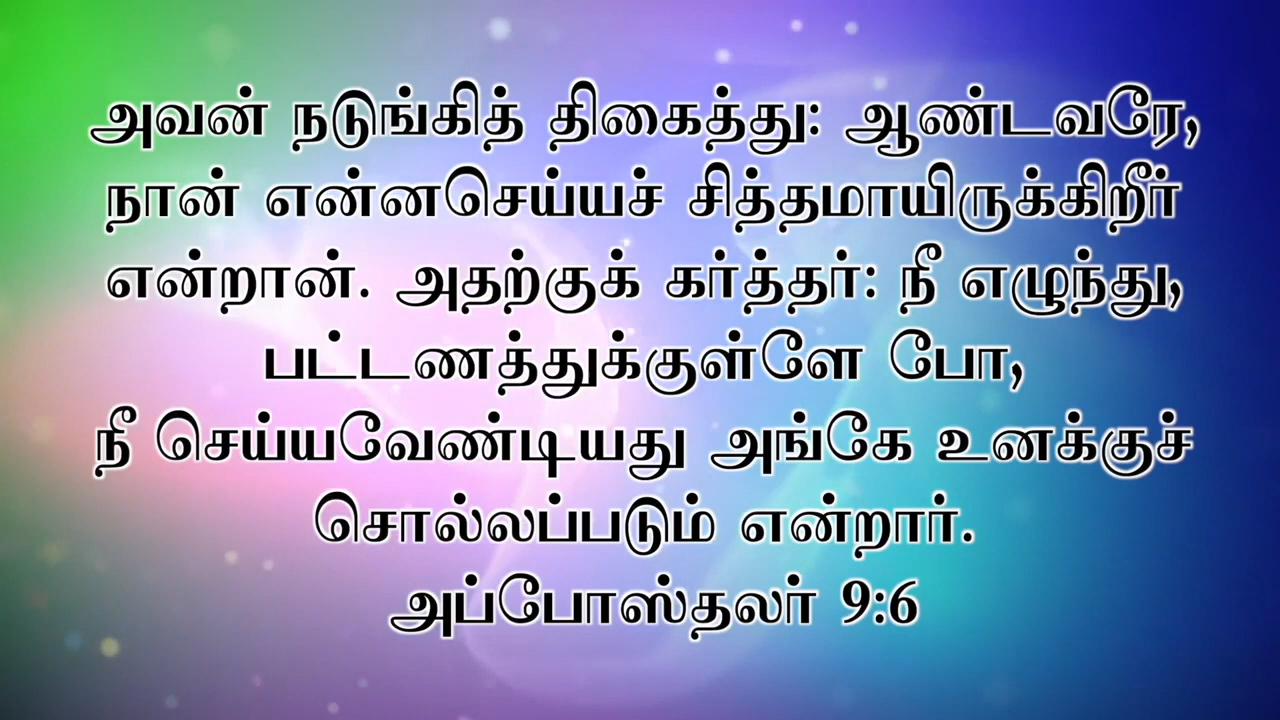 அவன் நடுங்கித் திகைத்து: ஆண்டவரே,
நான் என்னசெய்யச் சித்தமாயிருக்கிறீர்
என்றான். அதற்குக் கர்த்தர்: நீ எழுந்து,
பட்டணத்துக்குள்ளே போ,
நீ செய்யவேண்டியது அங்கே உனக்குச்
சொல்லப்படும் என்றார்.
அப்போஸ்தலர் 9:6